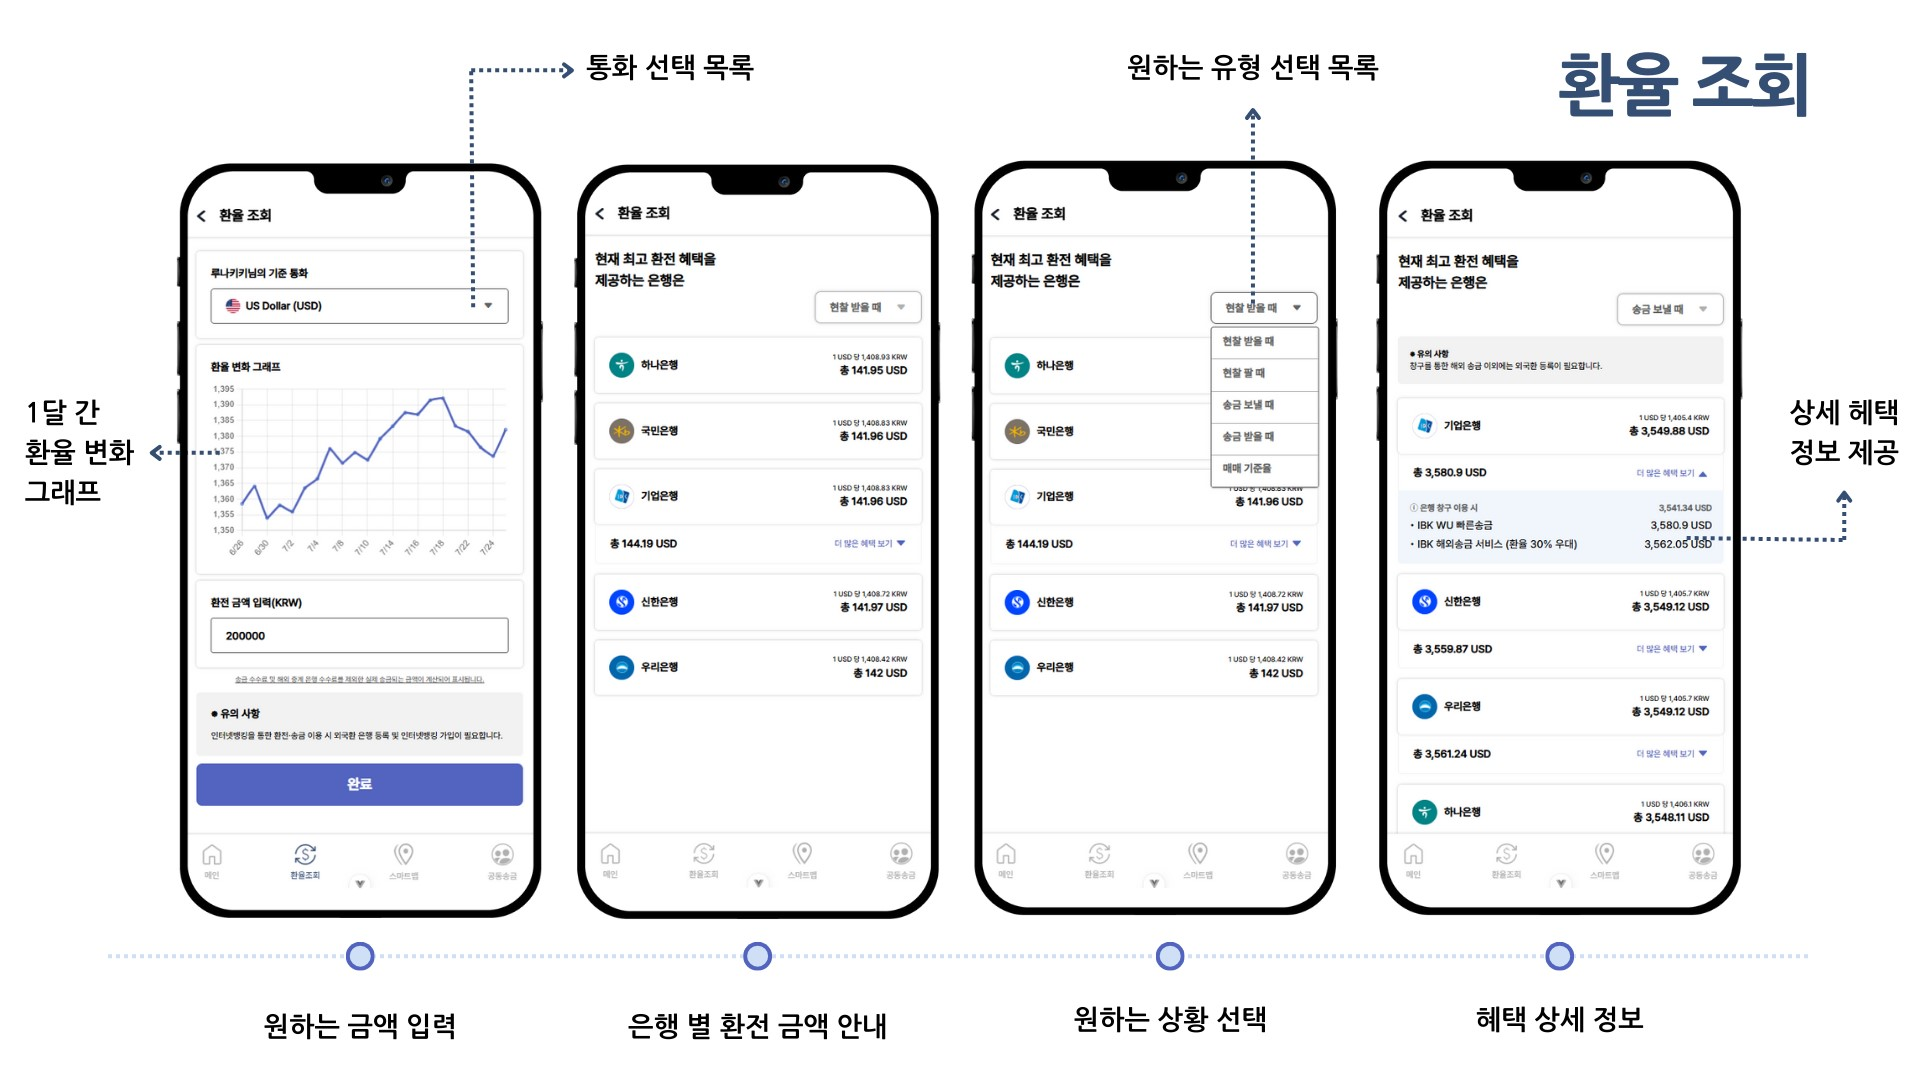 환율 조회
통화 선택 목록
원하는 유형 선택 목록
1달 간
환율 변화
그래프
상세 혜택
정보 제공
환율 조회
루나키키님의 기준 통화
US Dollar (USD)
환율 변화 그래프
1,395
1,390
1,385
1,380
1,375
1,370
1,365
1,360
1,355
1,350
6/26
6/30
7/2
7/4
7/8
7/10
7/14
7/16
7/18
7/22
7/24
환전 금액 입력(KRW)
200000
송금 수수료 및 해외 중계 은행 수수료를 제외한 실제 송금되는 금액이 계산되어 표시됩니다.
● 유의 사항
인터넷뱅킹을 통한 환전·송금 이용 시 외국환 은행 등록 및 인터넷뱅킹 가입이 필요합니다.
완료
메인
환율조회
스마트맵
공동송금
환율 조회
현재 최고 환전 혜택을
제공하는 은행은
현찰 받을 때
하나은행
1 USD 당 1,408.93 KRW
총 141.95 USD
국민은행
1 USD 당 1,408.83 KRW
총 141.96 USD
기업은행
1 USD 당 1,408.83 KRW
총 141.96 USD
총 144.19 USD
더 많은 혜택 보기
신한은행
1 USD 당 1,408.72 KRW
총 141.97 USD
우리은행
1 USD 당 1,408.42 KRW
총 142 USD
메인
환율조회
스마트맵
공동송금
환율 조회
현재 최고 환전 혜택을
제공하는 은행은
현찰 받을 때
현찰 받을 때
현찰 팔 때
송금 보낼 때
송금 받을 때
매매 기준율
하나은행
국민은행
기업은행
1 USD 당 1,408.83 KRW
총 141.96 USD
총 144.19 USD
더 많은 혜택 보기
신한은행
1 USD 당 1,408.72 KRW
총 141.97 USD
우리은행
1 USD 당 1,408.42 KRW
총 142 USD
메인
환율조회
스마트맵
공동송금
환율 조회
현재 최고 환전 혜택을
제공하는 은행은
송금 보낼 때
● 유의 사항
창구를 통한 해외 송금 이외에는 외국환 등록이 필요합니다.
기업은행
1 USD 당 1,405.4 KRW
총 3,549.88 USD
총 3,580.9 USD
더 많은 혜택 보기
은행 창구 이용 시
3,541.34 USD
• IBK WU 빠른송금
3,580.9 USD
• IBK 해외송금 서비스 (환율 30% 우대)
3,562.05 USD
신한은행
1 USD 당 1,405.7 KRW
총 3,549.12 USD
총 3,559.87 USD
더 많은 혜택 보기
우리은행
1 USD 당 1,405.7 KRW
총 3,549.12 USD
총 3,561.24 USD
더 많은 혜택 보기
하나은행
1 USD 당 1,406.1 KRW
총 3,548.11 USD
메인
환율조회
스마트맵
공동송금
원하는 금액 입력
은행 별 환전 금액 안내
원하는 상황 선택
혜택 상세 정보